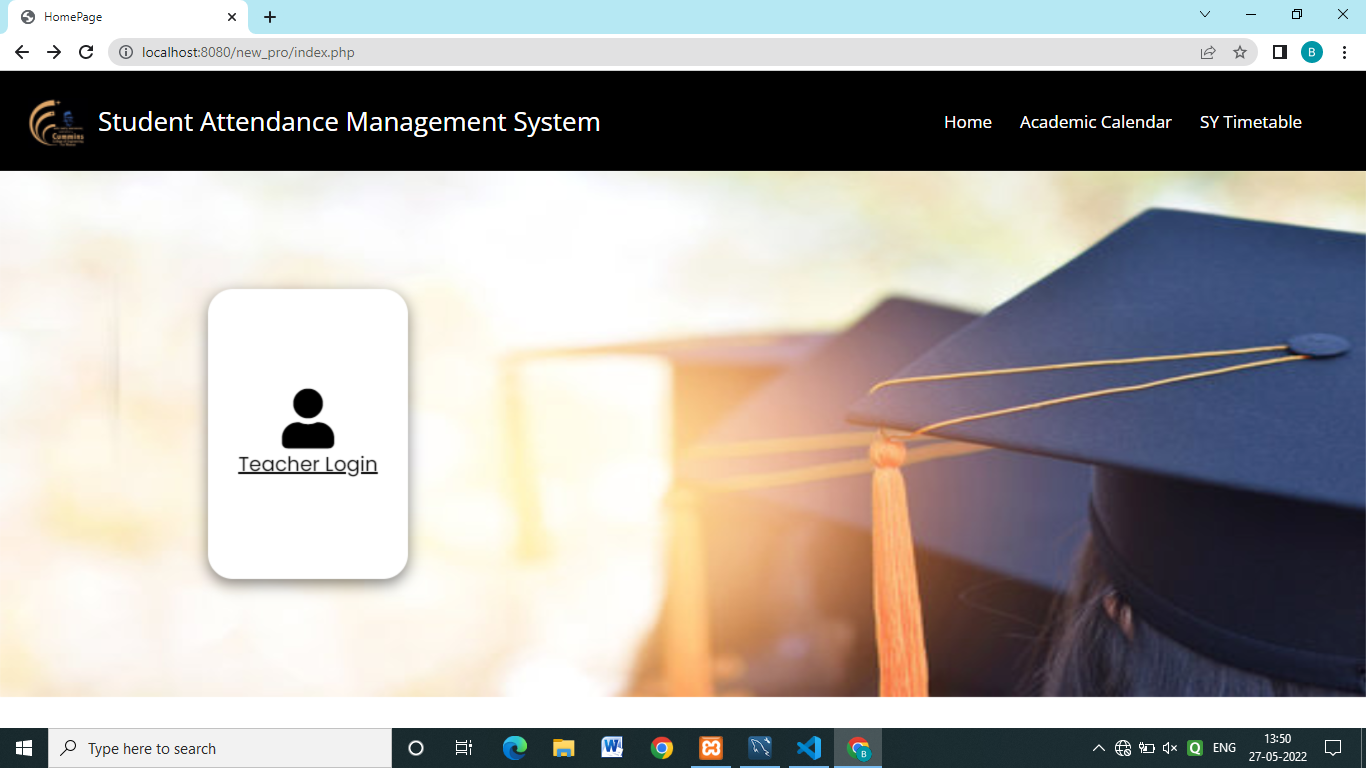 HomePage
localhost:8080/new_pro/index.php
B
Cummins
Student Attendance Management System
Home
Academic Calendar
SY Timetable
Teacher Login
Type here to search
B
ENG
13:50
27-05-2022